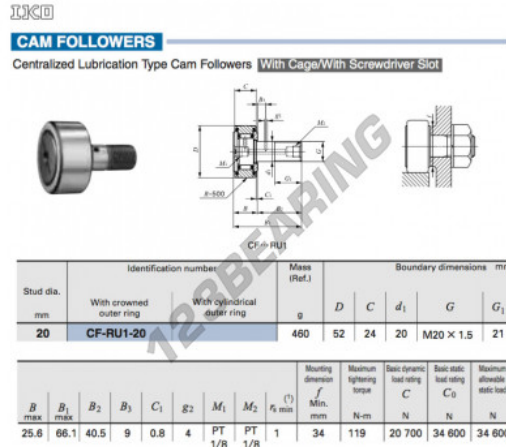 IKO
CAM FOLLOWERS
Centralized Lubrication Type Cam Followers With Cage/With Screwdriver Slot
C
D
R=500
B
G
CF-RU1
123BEARING
Identification number Mass (Ref.) Boundary dimensions mm
Stud dia. With crowned outer ring With cylindrical outer ring
mm g D C d1 G G1
20 CF-RU1-20 460 52 24 20 M20 × 1.5 21
Mounting dimension Maximum tightening torque Basic dynamic load rating Basic static load rating Maximum allowable static load
B max B1 max B2 B3 C1 g2 M1 M2 rs min (1) f Min. mm N-m C N C0 N N
25.6 66.1 40.5 9 0.8 4 PT 1/8 PT 1/8 1 34 119 20 700 34 600 34 600